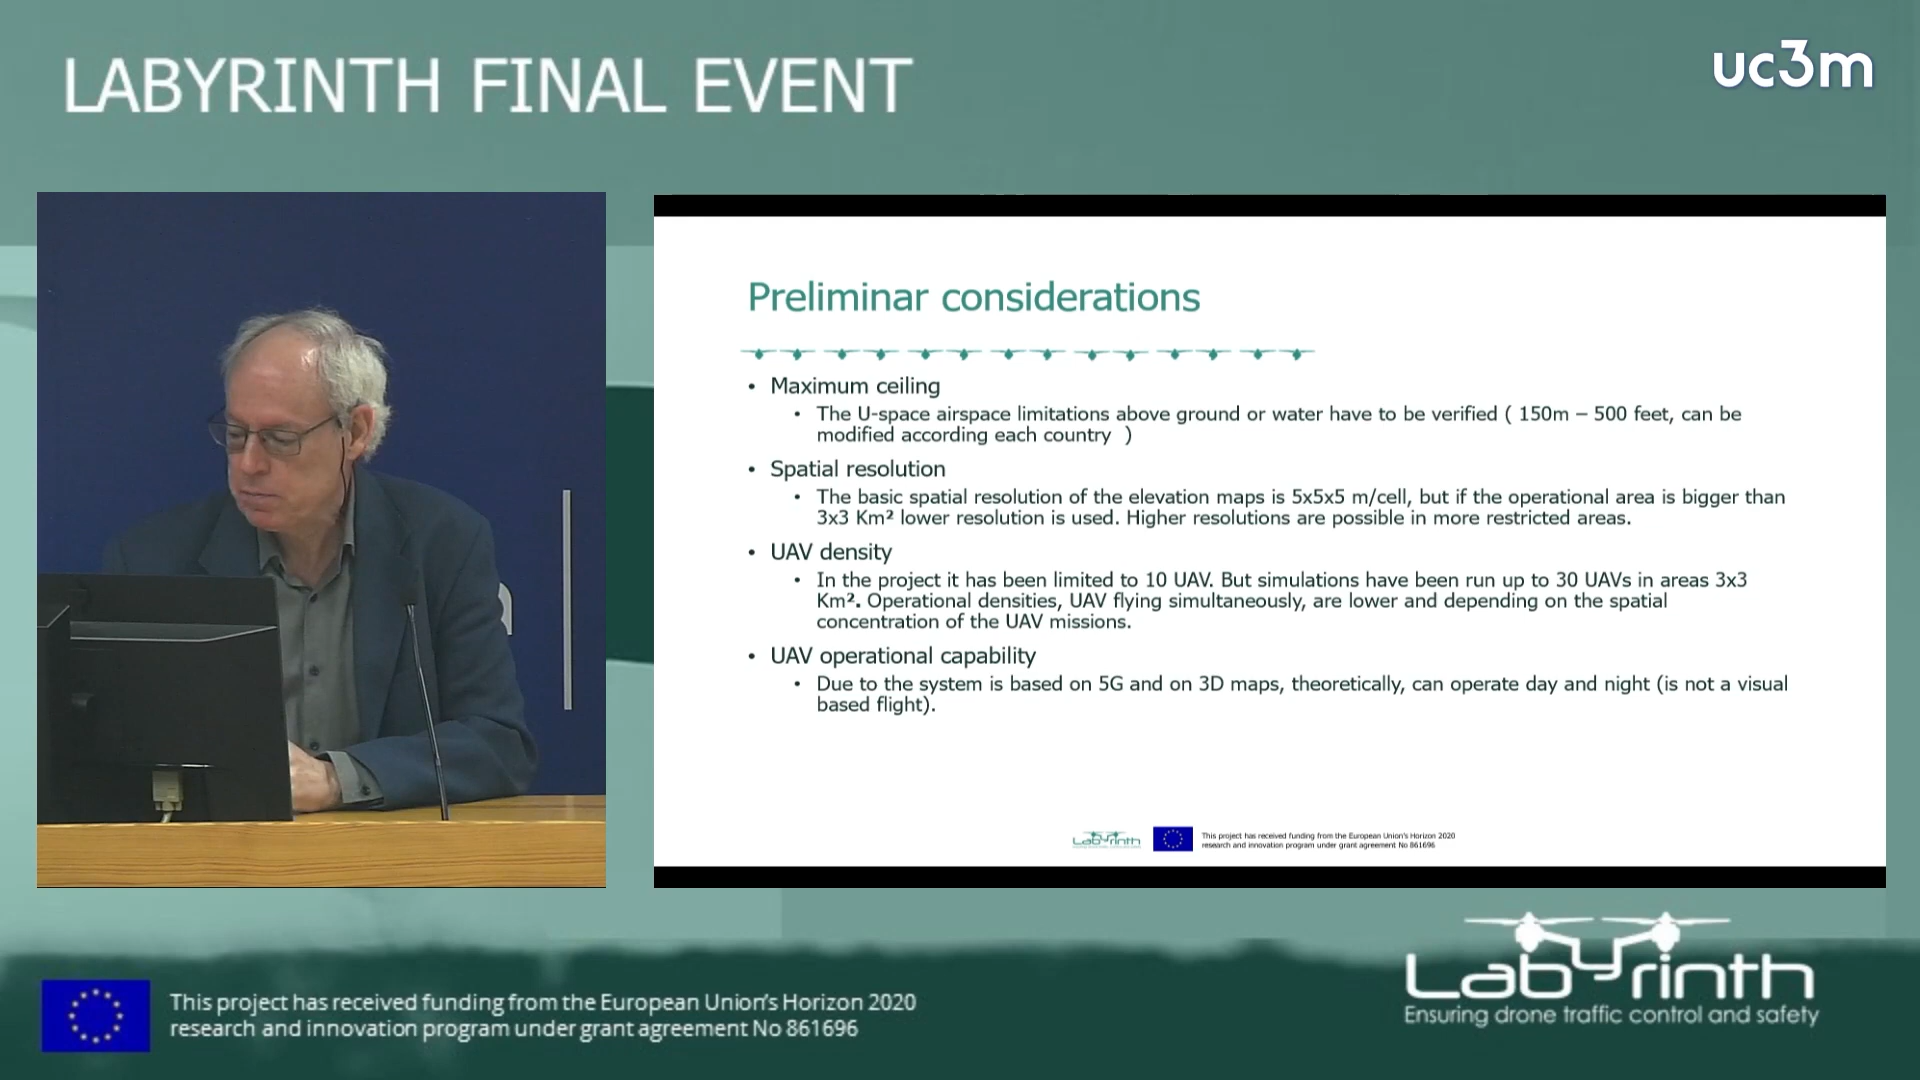 LABYRINTH FINAL EVENT
uc3m
Preliminar considerations
• Maximum ceiling
• The U-space airspace limitations above ground or water have to be verified ( 150m – 500 feet, can be
modified according each country )
• Spatial resolution
• The basic spatial resolution of the elevation maps is 5x5x5 m/cell, but if the operational area is bigger than
3x3 Km² lower resolution is used. Higher resolutions are possible in more restricted areas.
• UAV density
• In the project it has been limited to 10 UAV. But simulations have been run up to 30 UAVs in areas 3x3
Km². Operational densities, UAV flying simultaneously, are lower and depending on the spatial
concentration of the UAV missions.
• UAV operational capability
• Due to the system is based on 5G and on 3D maps, theoretically, can operate day and night (is not a visual
based flight).
Labyrinth
This project has received funding from the European Union's Horizon 2020
research and innovation program under grant agreement No 861696
This project has received funding from the European Union's Horizon 2020
research and innovation program under grant agreement No 861696
Labyrinth
Ensuring drone traffic control and safety